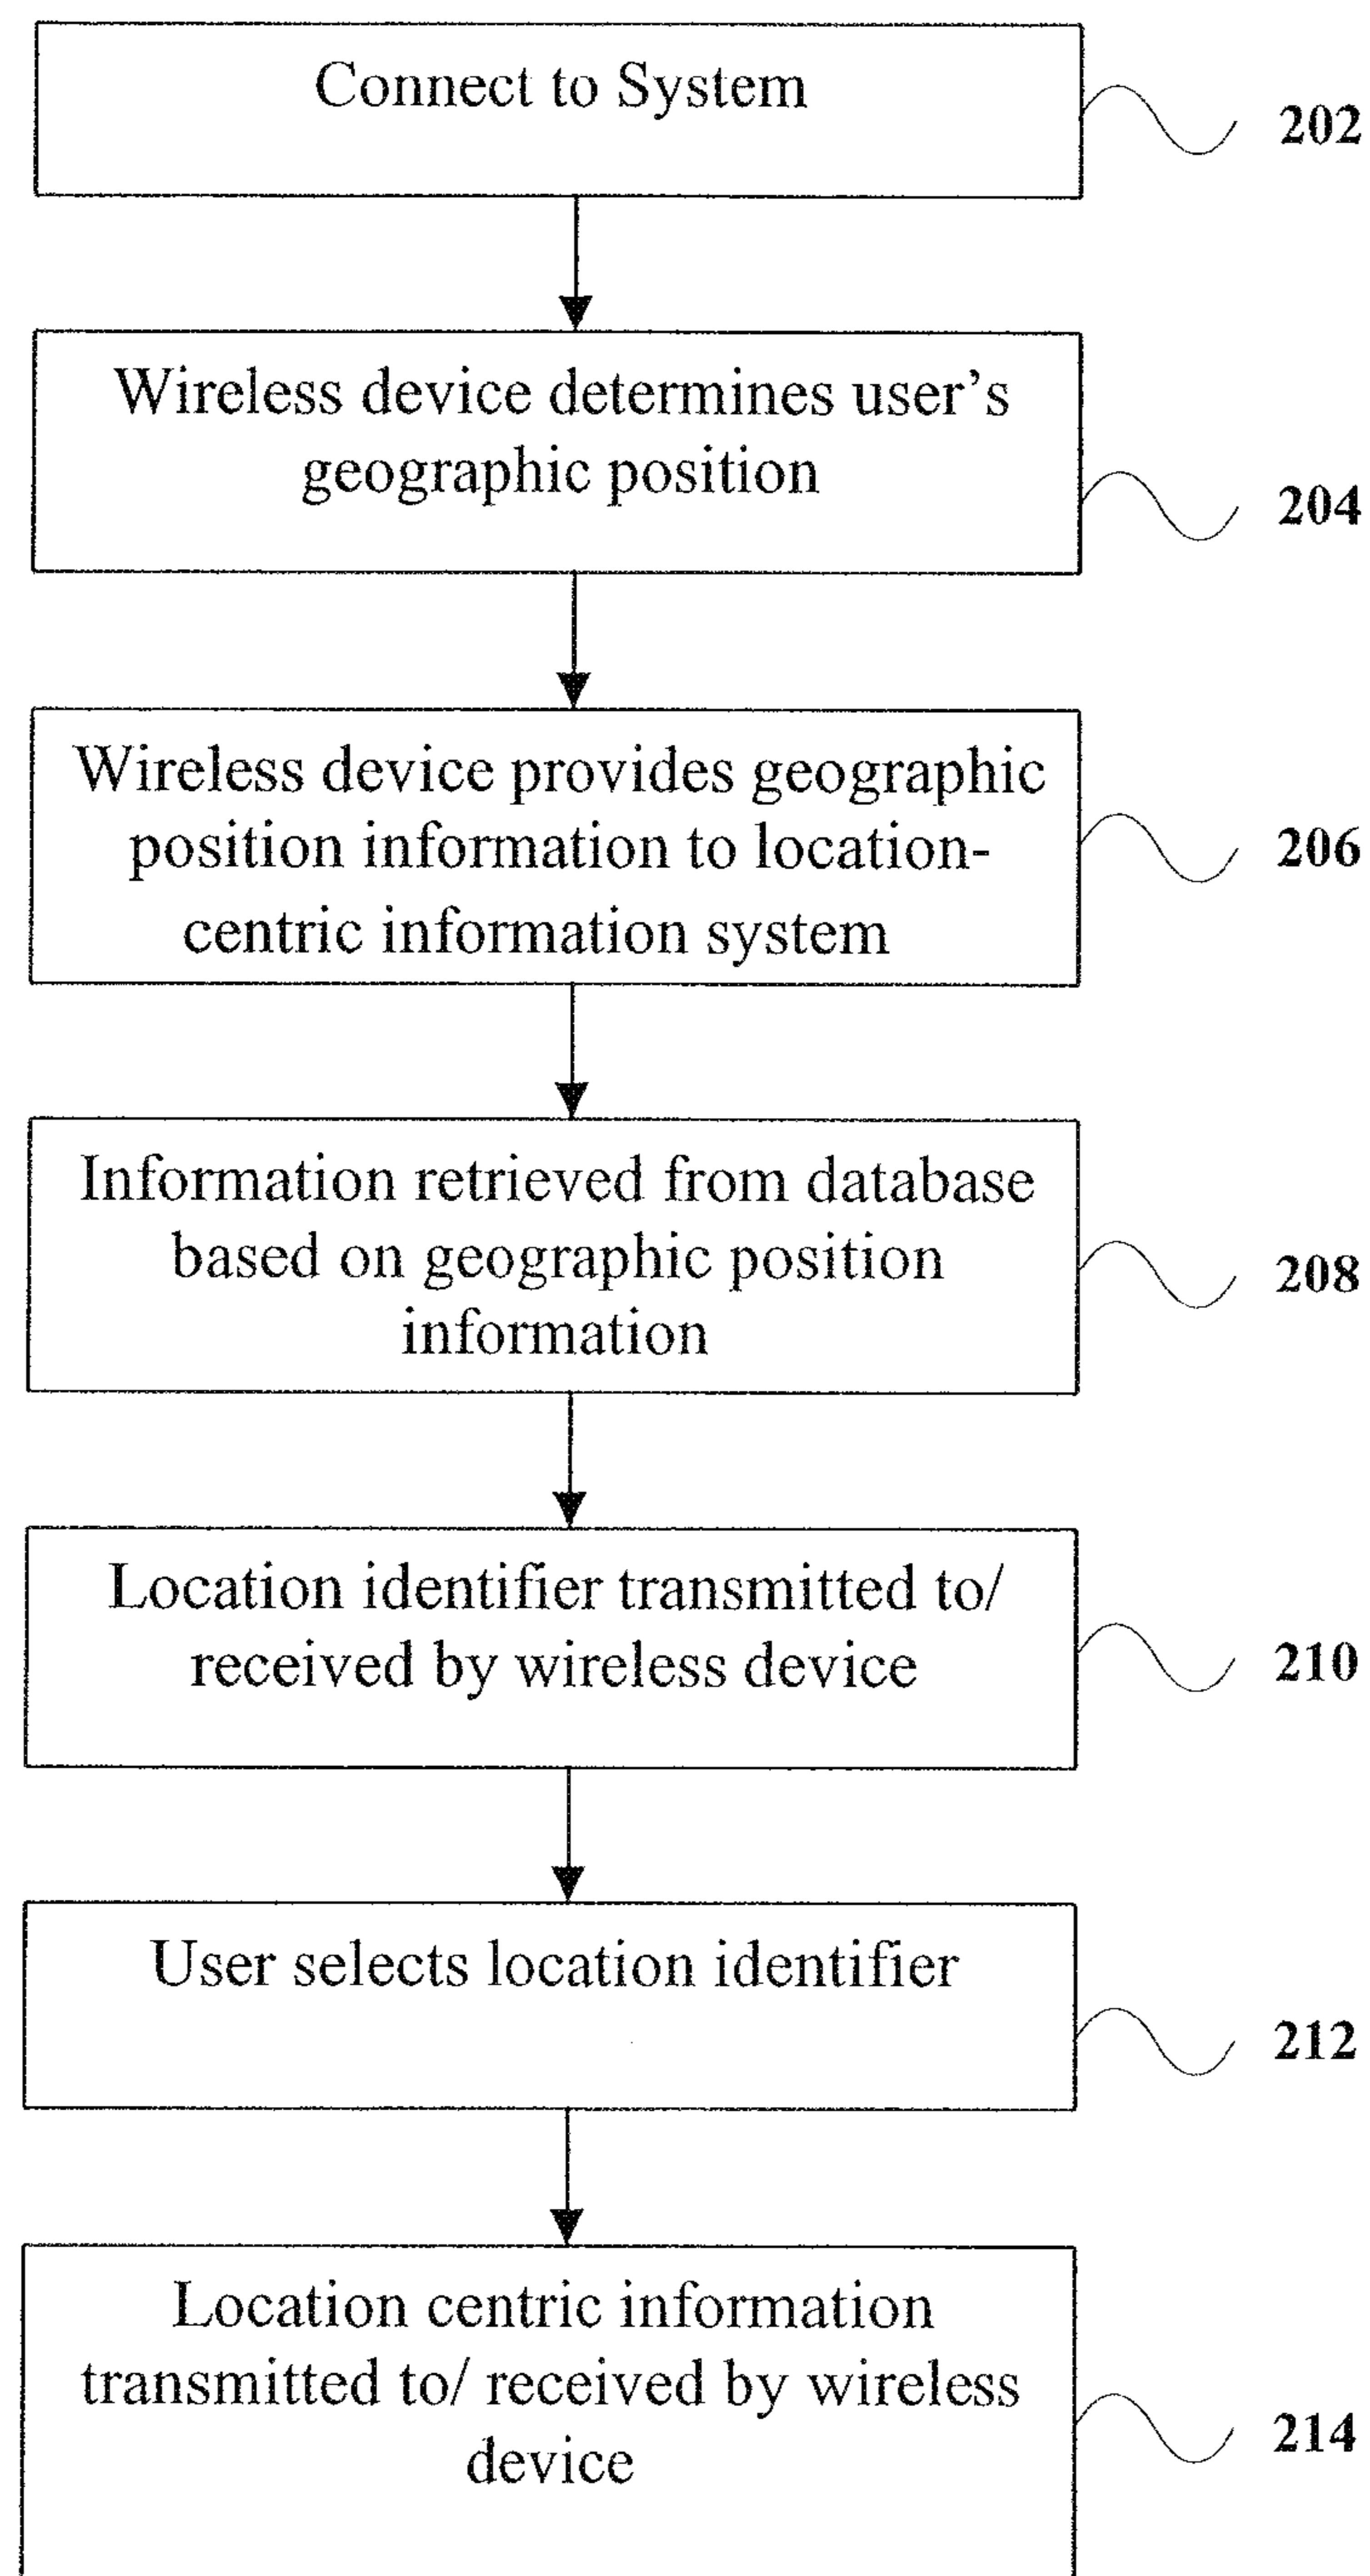 Connect to System
202
Wireless device determines user’s
geographic position
204
Wireless device provides geographic
position information to location-
centric information system
206
Information retrieved from database
based on geographic position
information
208
Location identifier transmitted to/
received by wireless device
210
User selects location identifier
212
Location centric information
transmitted to/ received by wireless
device
214